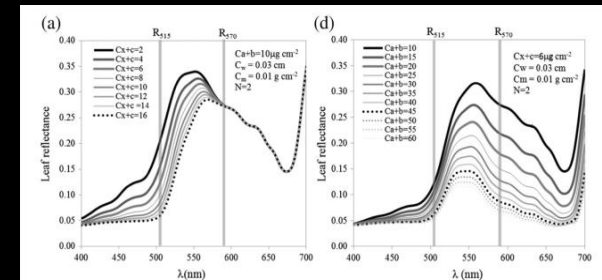 (a)
R515
R570
Cx+c=2
Cx+c=4
Cx+c=6
Cx+c=8
Cx+c=10
Cx+c=12
Cx+c =14
Cx+c=16
Ca+b=10µg cm-2
Cw = 0.03 cm
Cm = 0.01 g cm-2
N=2
Leaf reflectance
0.40
0.35
0.30
0.25
0.20
0.15
0.10
0.05
0.00
400
450
500
550
600
650
700
λ(nm)
(d)
R515
R570
Ca+b=10
Ca+b=15
Ca+b=20
Ca+b=25
Ca+b=30
Ca+b=35
Ca+b=40
Ca+b=45
Ca+b=50
Ca+b=55
Ca+b=60
Cx+c=6µg cm-2
Cw = 0.03 cm
Cm = 0.01 g cm-2
N=2
Leaf reflectance
0.40
0.35
0.30
0.25
0.20
0.15
0.10
0.05
0.00
400
450
500
550
600
650
700
λ (nm)